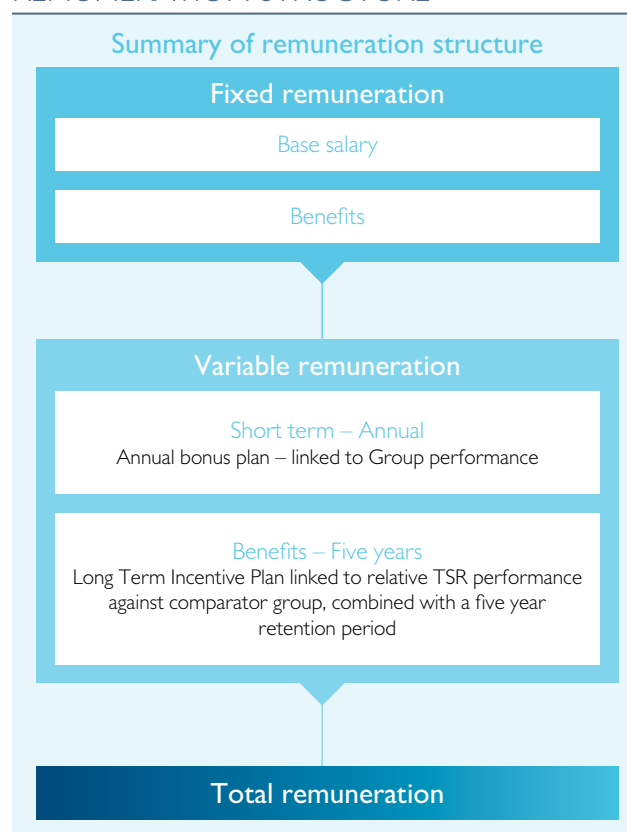 REMUNERATION STRUCTURE
Summary of remuneration structure
Fixed remuneration
Base salary
Benefits
Variable remuneration
Short term – Annual
Annual bonus plan – linked to Group performance
Benefits – Five years
Long Term Incentive Plan linked to relative TSR performance
against comparator group, combined with a five year
retention period
Total remuneration